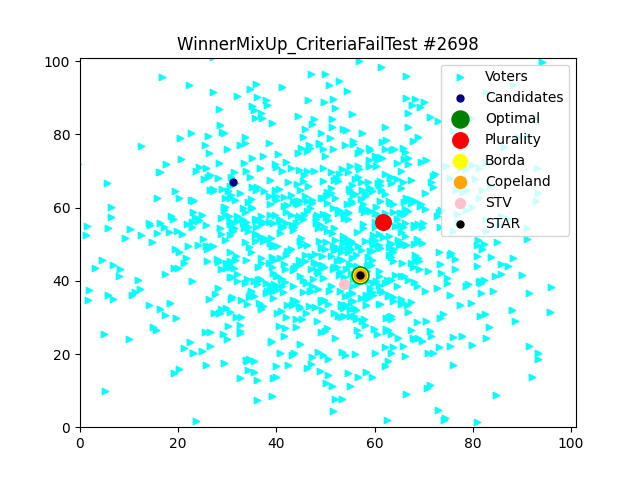 WinnerMixUp_CriteriaFailTest #2698
Voters
Candidates
Optimal
Plurality
Borda
Copeland
STV
STAR
100
80
60
40
20
0
0 20 40 60 80 100